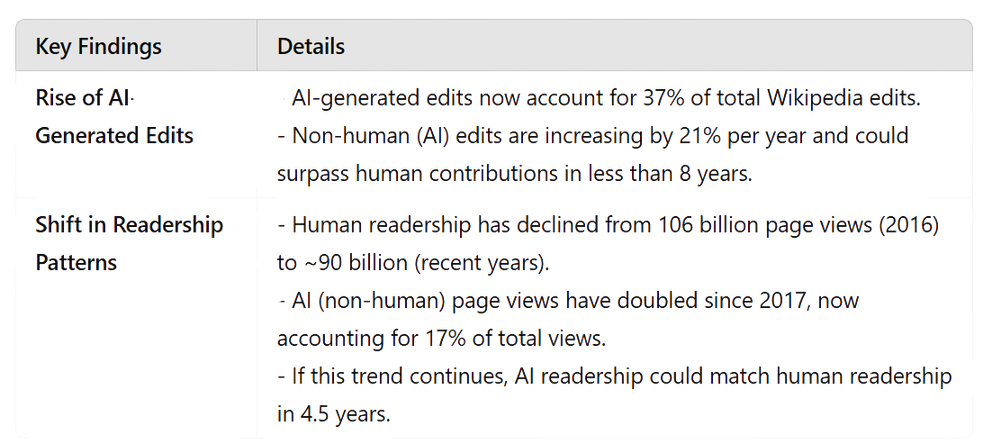 Key Findings Details
Rise of AI-
Generated Edits
- AI-generated edits now account for 37% of total Wikipedia edits.
- Non-human (AI) edits are increasing by 21% per year and could
surpass human contributions in less than 8 years.
Shift in Readership
Patterns
- Human readership has declined from 106 billion page views (2016)
to ~90 billion (recent years).
- AI (non-human) page views have doubled since 2017, now
accounting for 17% of total views.
- If this trend continues, AI readership could match human readership
in 4.5 years.